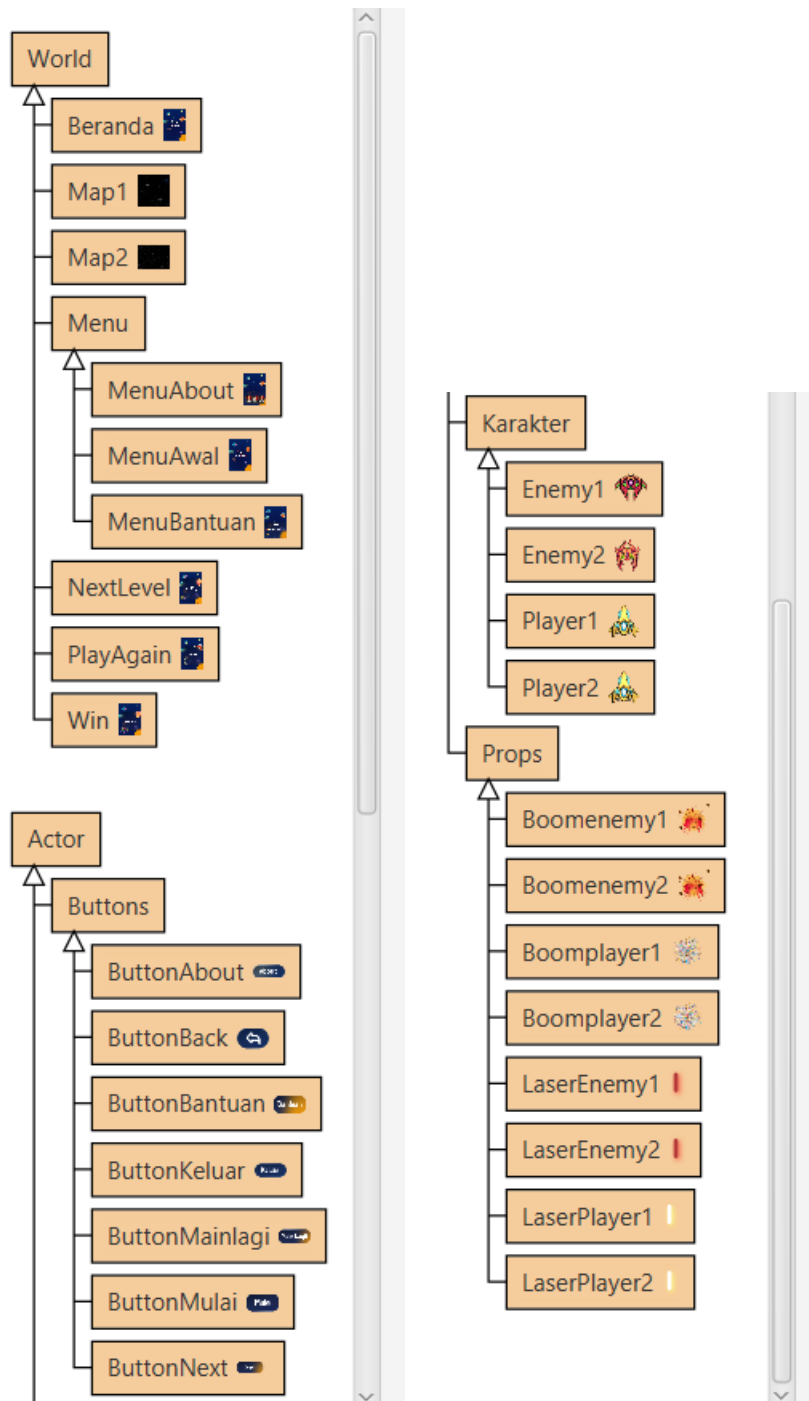 World
Beranda
Map1
Map2
Menu
MenuAbout
MenuAwal
MenuBantuan
NextLevel
PlayAgain
Win
Actor
Buttons
ButtonAbout
ButtonBack
ButtonBantuan
ButtonKeluar
ButtonMainlagi
ButtonMulai
ButtonNext
Karakter
Enemy1
Enemy2
Player1
Player2
Props
Boomenemy1
Boomenemy2
Boomplayer1
Boomplayer2
LaserEnemy1
LaserEnemy2
LaserPlayer1
LaserPlayer2